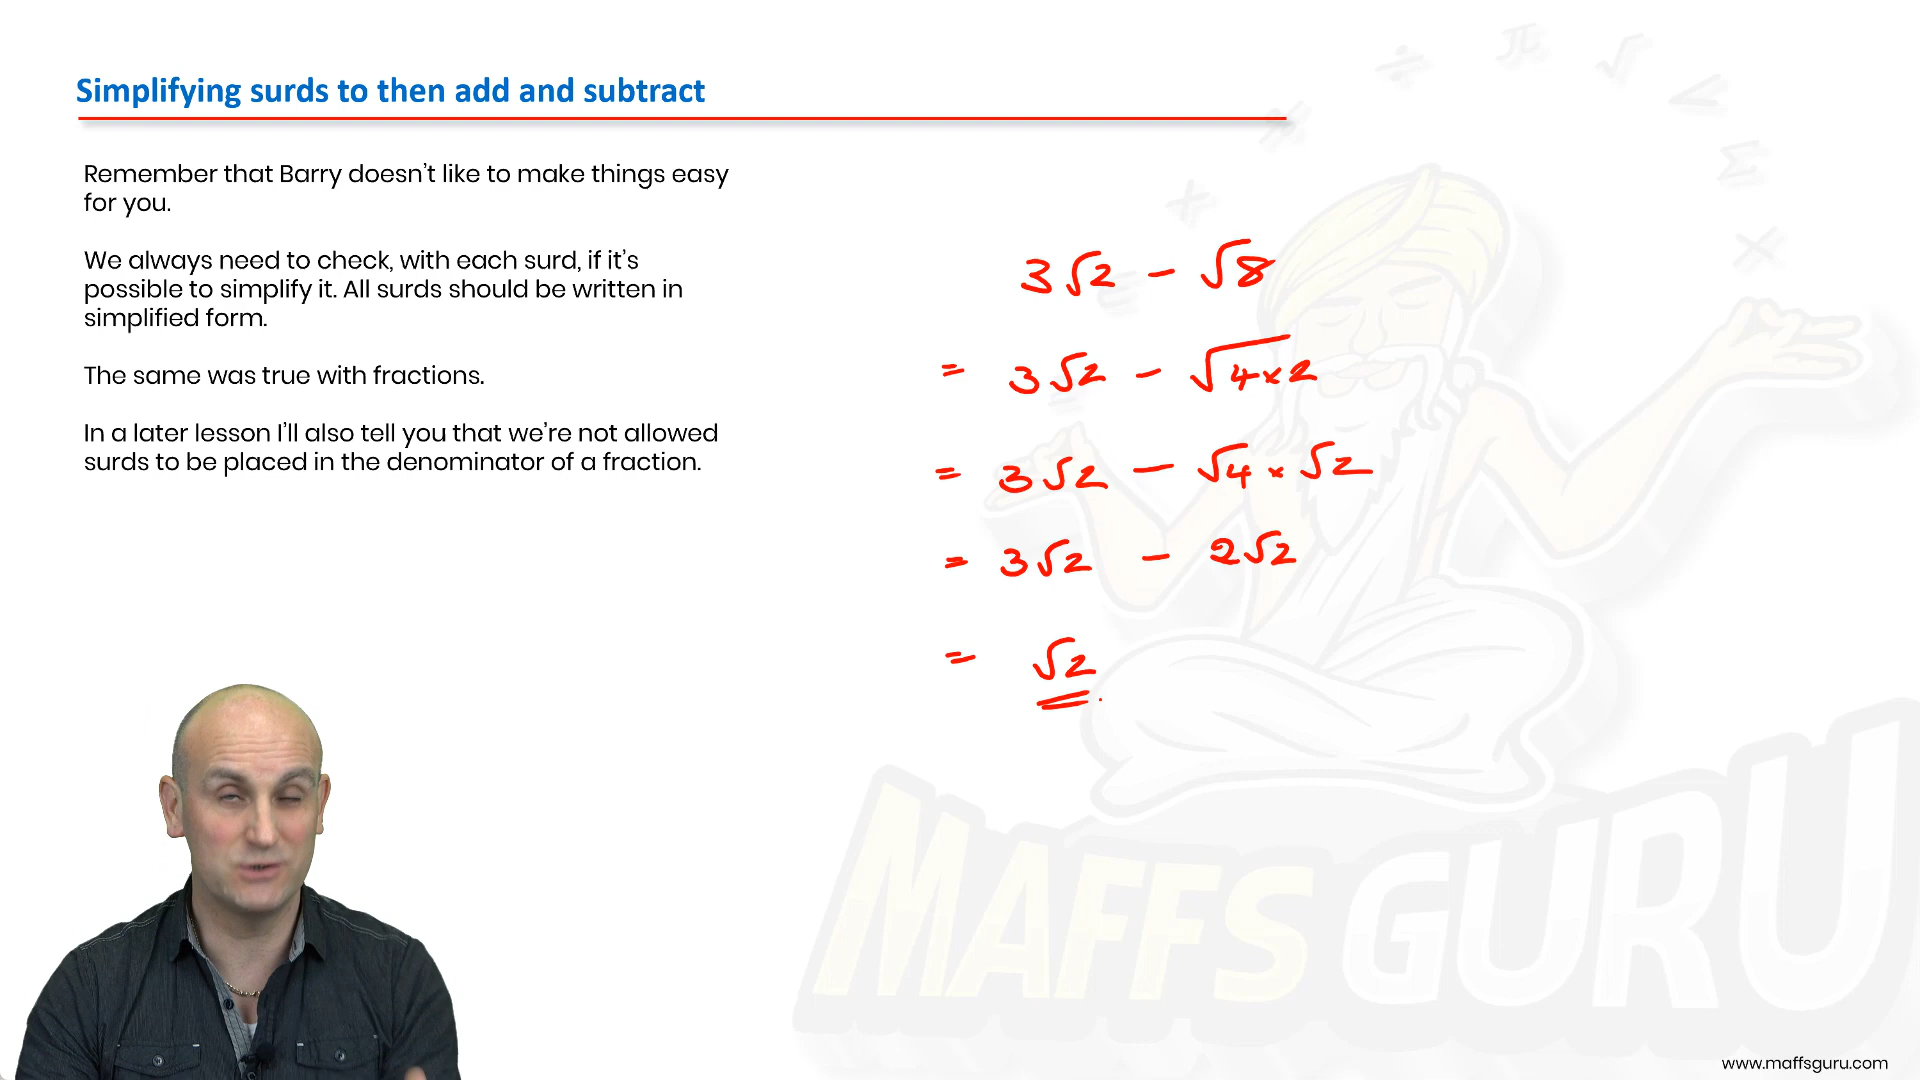 Simplifying surds to then add and subtract
Remember that Barry doesn't like to make things easy
for you.
We always need to check, with each surd, if it's
possible to simplify it. All surds should be written in
simplified form.
The same was true with fractions.
In a later lesson I'll also tell you that we're not allowed
surds to be placed in the denominator of a fraction.
3√2 - √8
= 3√2 - √4×2
= 3√2 - √4 × √2
= 3√2 - 2√2
= √2
MAFFS GURU
www.maffsguru.com